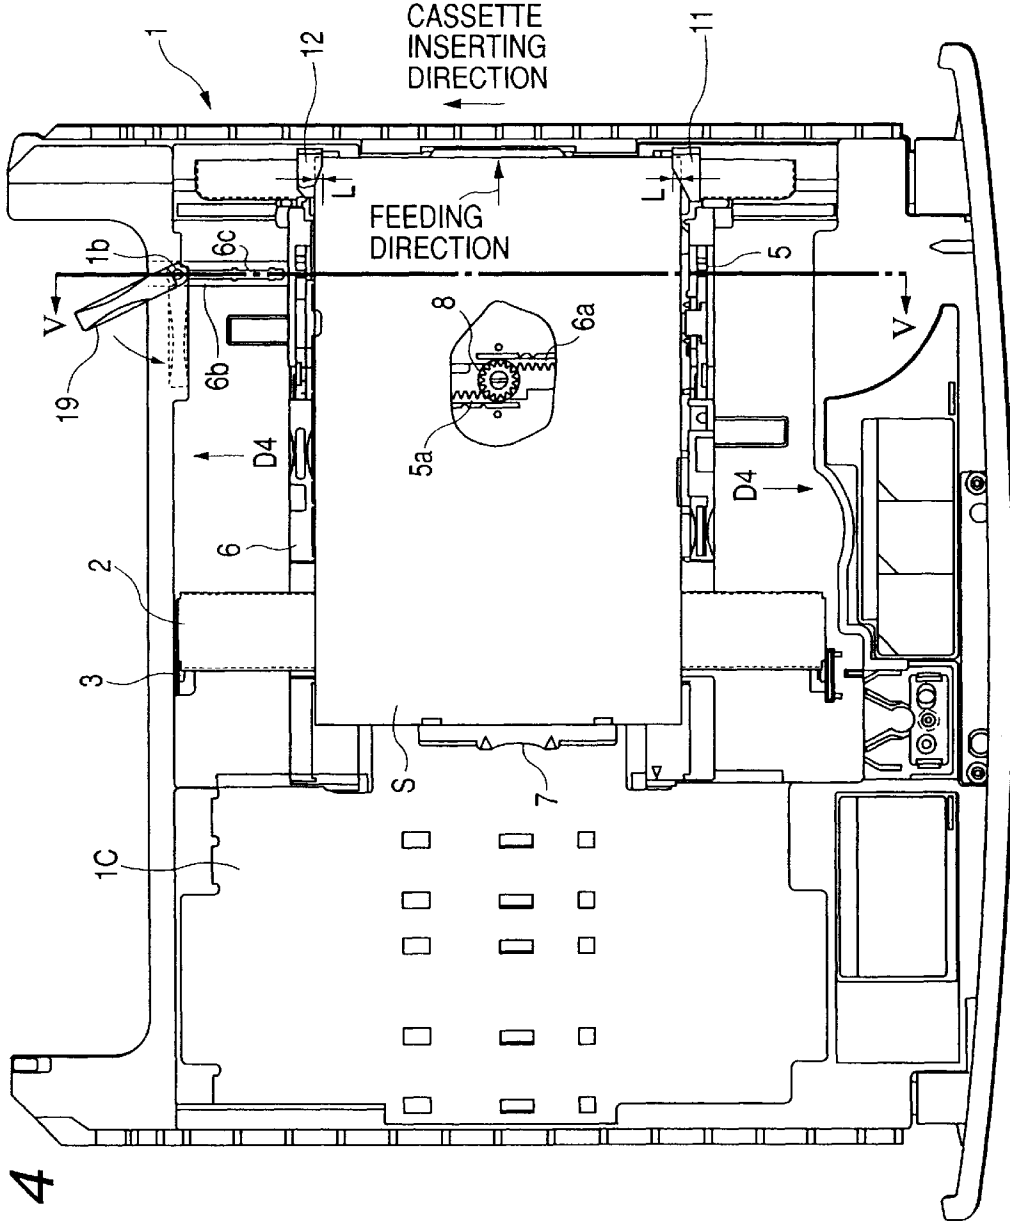 CASSETTE
INSERTING
DIRECTION
1
12
11
L
L
FEEDING
DIRECTION
1b
6c
5
V
V
19
6b
8
6a
5a
D4
D4
6
2
3
S
7
1C
4